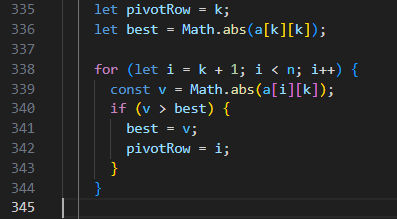 335 let pivotRow = k;
336 let best = Math.abs(a[k][k]);
337
338 for (let i = k + 1; i < n; i++) {
339 const v = Math.abs(a[i][k]);
340 if (v > best) {
341 best = v;
342 pivotRow = i;
343 }
344 }
345